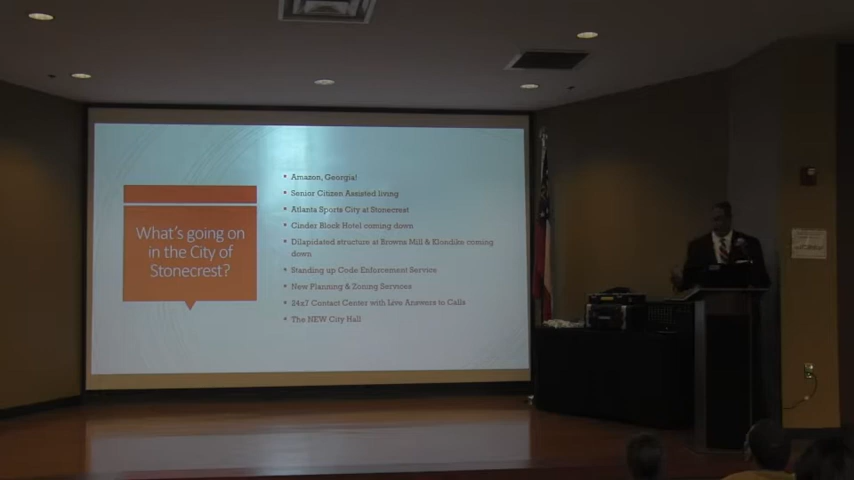 What's going on
in the City of
Stonecrest?
Amazon, Georgia!
Senior Citizen Assisted living
Atlanta Sports City at Stonecrest
Cinder Block Hotel coming down
Dilapidated structure at Browns Mill & Klondike coming
down
Standing up Code Enforcement Service
New Planning & Zoning Services
24x7 Contact Center with Live Answers to Calls
The NEW City Hall